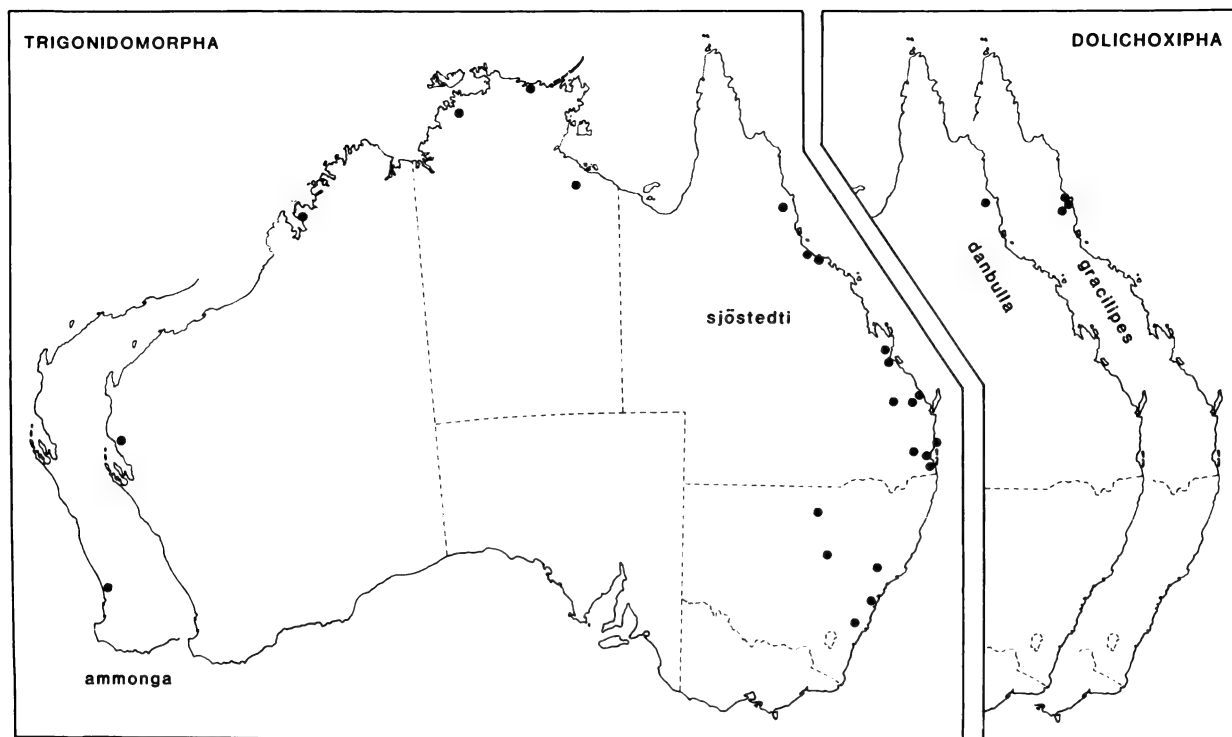 TRIGONIDOMORPHA
DOLICHOXIPHA
danbulla
gracilipes
sjöstedti
ammonga